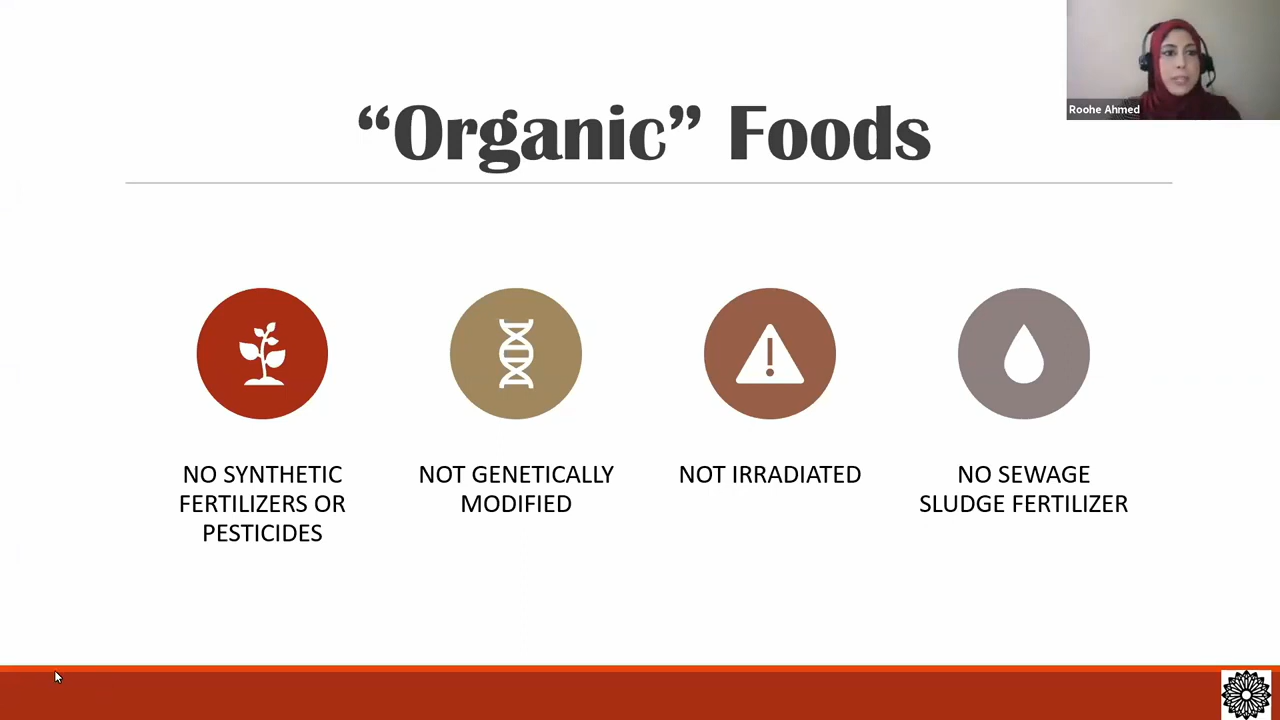 Roohe Ahmed
“Organic” Foods
NO SYNTHETIC
FERTILIZERS OR
PESTICIDES
NOT GENETICALLY
MODIFIED
NOT IRRADIATED
NO SEWAGE
SLUDGE FERTILIZER